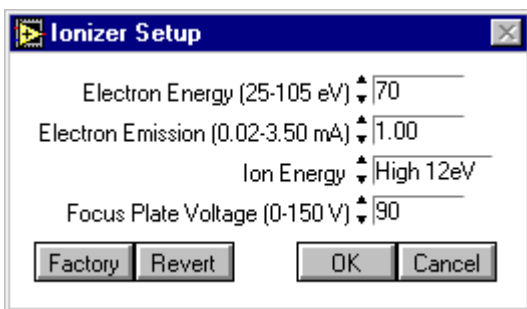 Ionizer Setup
Electron Energy (25-105 eV) 70
Electron Emission (0.02-3.50 mA) 1.00
Ion Energy High 12eV
Focus Plate Voltage (0-150 V) 90
Factory Revert OK Cancel